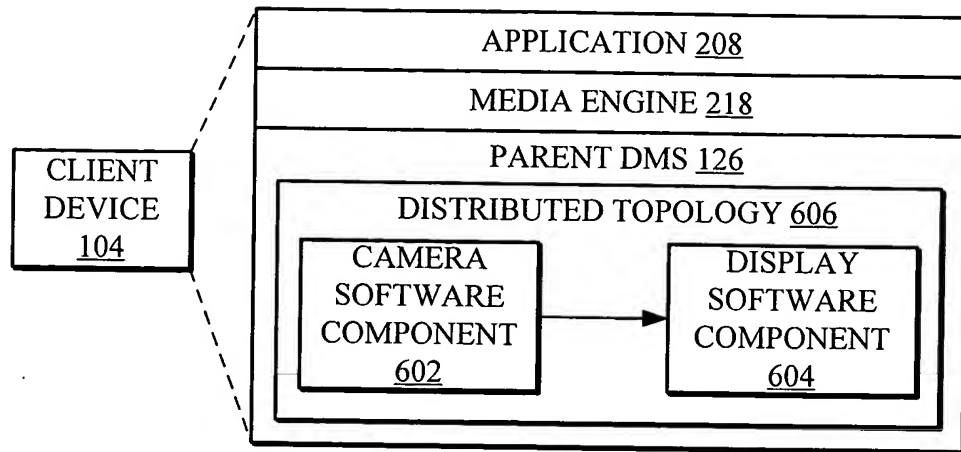 APPLICATION 208
MEDIA ENGINE 218
PARENT DMS 126
CLIENT
DEVICE
104
DISTRIBUTED TOPOLOGY 606
CAMERA
SOFTWARE
COMPONENT
602
DISPLAY
SOFTWARE
COMPONENT
604